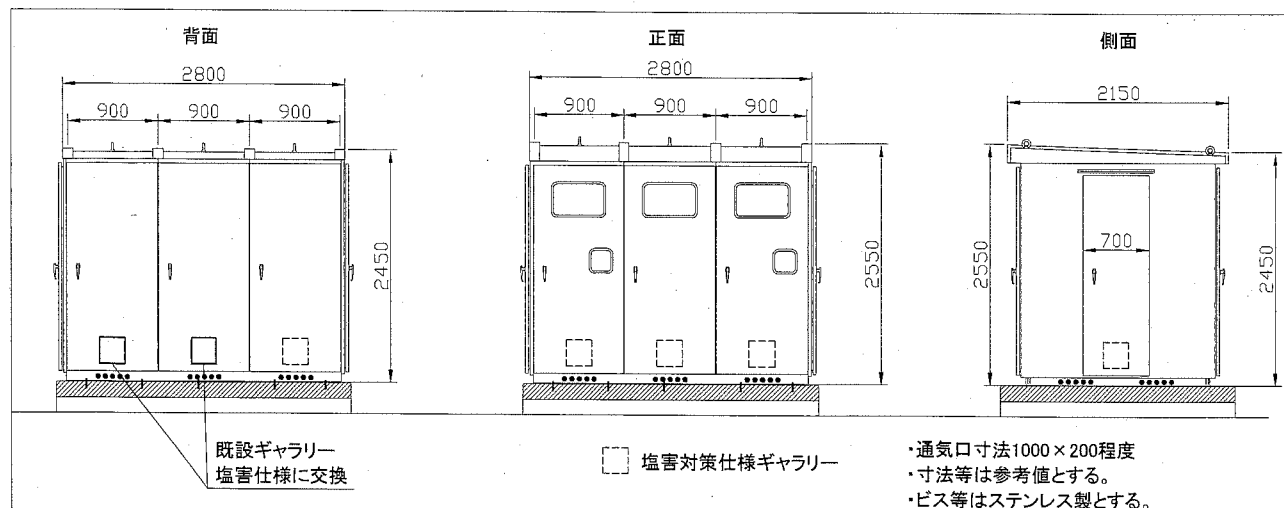 背面
2800
900
900
900
2450
既設ギャラリー
塩害仕様に交換
正面
2800
900
900
900
2550
塩害対策仕様ギャラリー
側面
2150
700
2550
2450
・通気口寸法1000×200程度
・寸法等は参考値とする。
・ビス等はステンレス製とする。